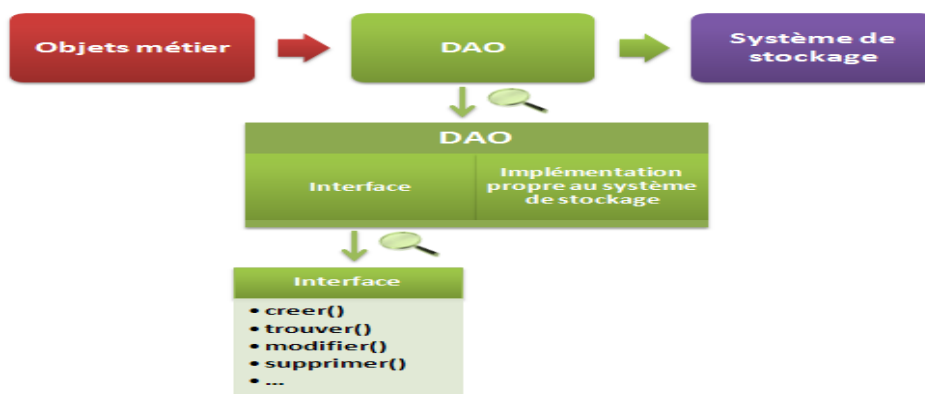 Objets métier
DAO
Système de
stockage
DAO
Interface
Implémentation
propre au système
de stockage
Interface
• creer()
• trouver()
• modifier()
• supprimer()
• ...